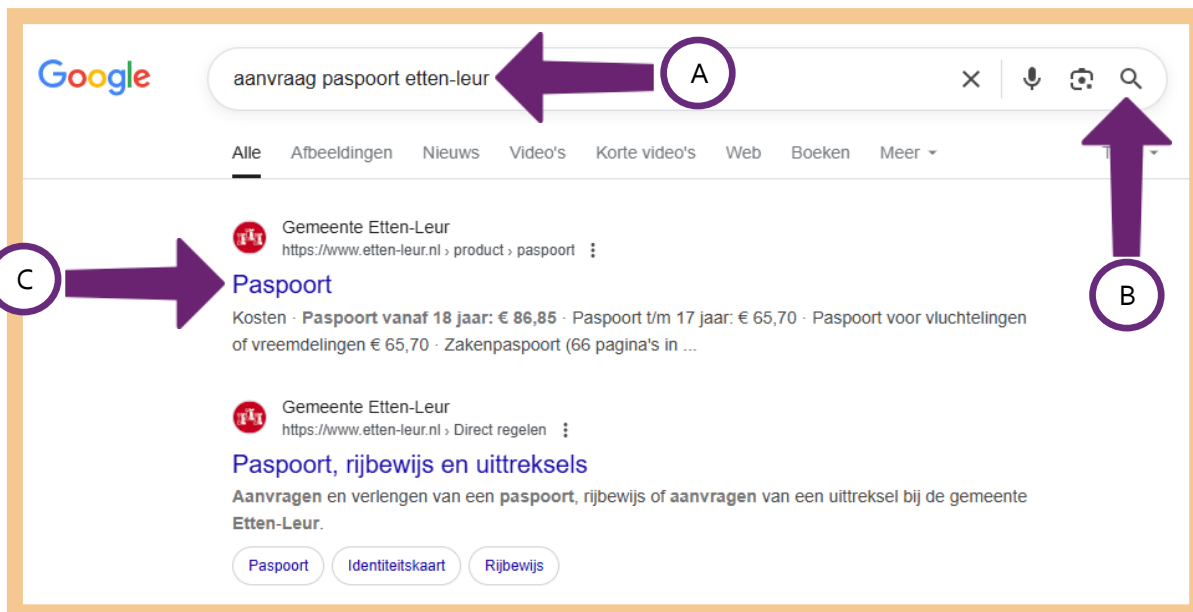 Google
aanvraag paspoort etten-leur
A
Alle Afbeeldingen Nieuws Video's Korte video's Web Boeken Meer
Gemeente Etten-Leur
https://www.etten-leur.nl › product › paspoort
C
Paspoort
B
Kosten · Paspoort vanaf 18 jaar: € 86,85 · Paspoort t/m 17 jaar: € 65,70 · Paspoort voor vluchtelingen
of vreemdelingen € 65,70 · Zakenpaspoort (66 pagina's in ...
Gemeente Etten-Leur
https://www.etten-leur.nl › Direct regelen
Paspoort, rijbewijs en uittreksels
Aanvragen en verlengen van een paspoort, rijbewijs of aanvragen van een uittreksel bij de gemeente
Etten-Leur.
Paspoort Identiteitskaart Rijbewijs